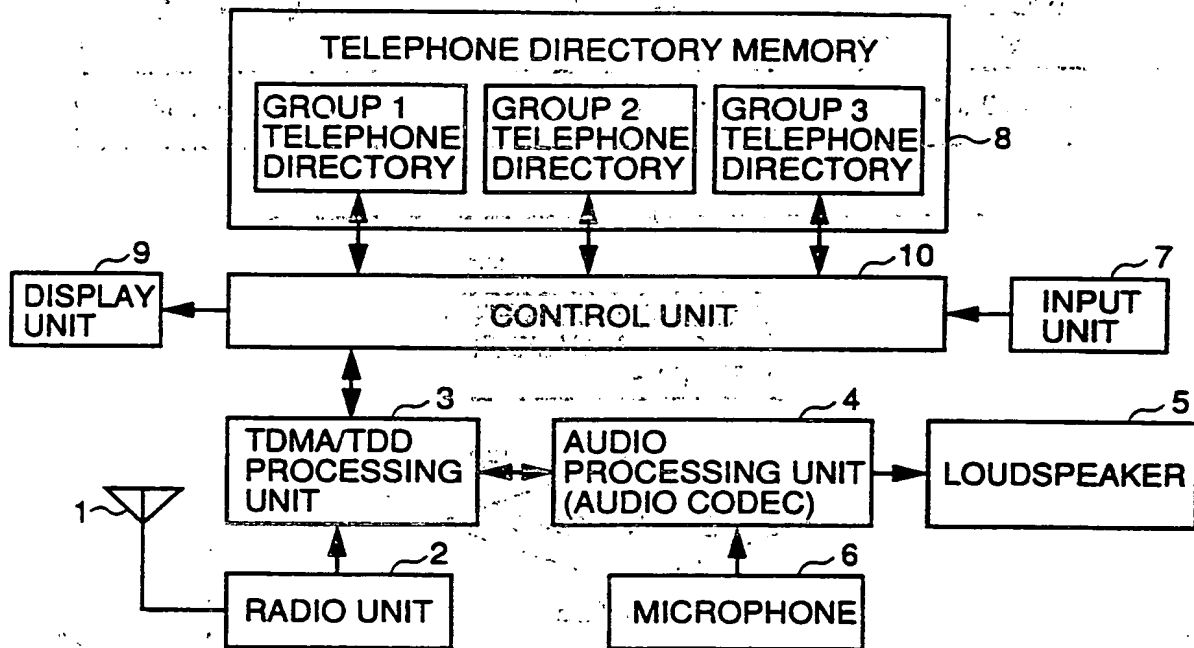 TELEPHONE DIRECTORY MEMORY
GROUP 1
TELEPHONE
DIRECTORY
GROUP 2
TELEPHONE
DIRECTORY
GROUP 3
TELEPHONE
DIRECTORY
8
9
DISPLAY
UNIT
10
CONTROL UNIT
7
INPUT
UNIT
3
TDMA/TDD
PROCESSING
UNIT
4
AUDIO
PROCESSING UNIT
(AUDIO CODEC)
5
LOUDSPEAKER
1
2
RADIO UNIT
6
MICROPHONE